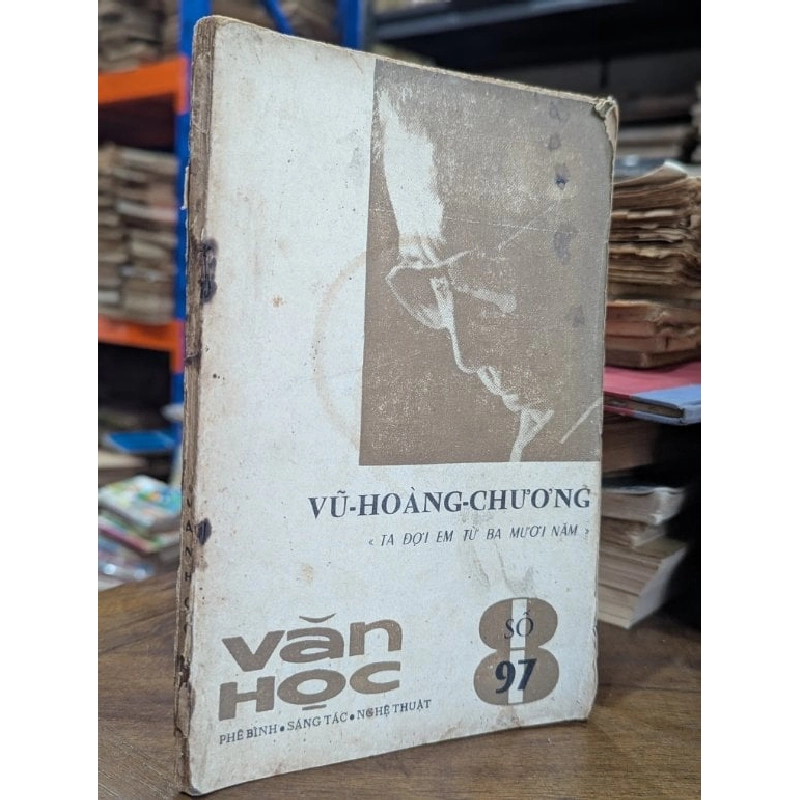 VŨ-HOÀNG-CHƯƠNG
« TA ĐỢI EM TỪ BA MƯƠI NĂM »
Văn
HỌC
PHÊ BÌNH • SÁNG TÁC • NGHỆ THUẬT
8
SỐ
97